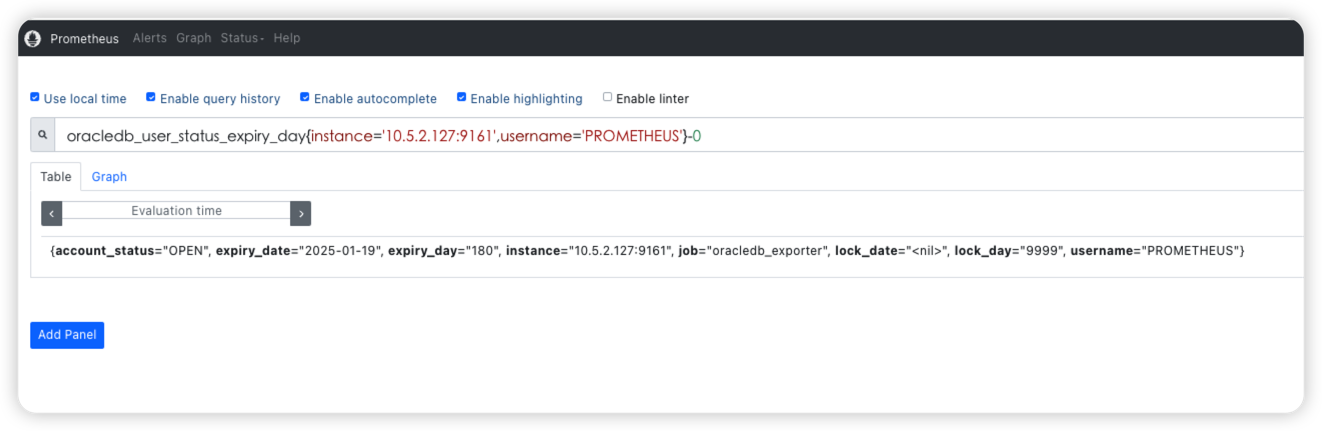 Prometheus Alerts Graph Status Help
Use local time Enable query history Enable autocomplete Enable highlighting Enable linter
oracledb_user_status_expiry_day{instance='10.5.2.127:9161',username='PROMETHEUS'}-0
Table Graph
< Evaluation time >
{account_status="OPEN", expiry_date="2025-01-19", expiry_day="180", instance="10.5.2.127:9161", job="oracledb_exporter", lock_date="<nil>", lock_day="9999", username="PROMETHEUS"}
Add Panel